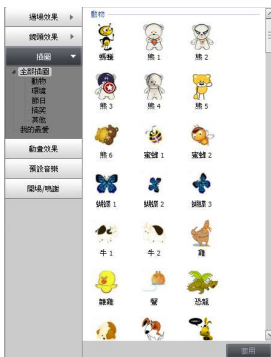 過場效果
鏡頭效果
插圖
全部插圖
動物
環境
節日
搞笑
其他
我的最愛
動畫效果
預設音樂
開場/鳴謝
動物
螞蟻
熊 1
熊 2
熊 3
熊 4
熊 5
熊 6
蜜蜂 1
蜜蜂 2
蝴蝶 1
蝴蝶 2
蝴蝶 3
牛 1
牛 2
雞
雛雞
蟹
恐龍
套用